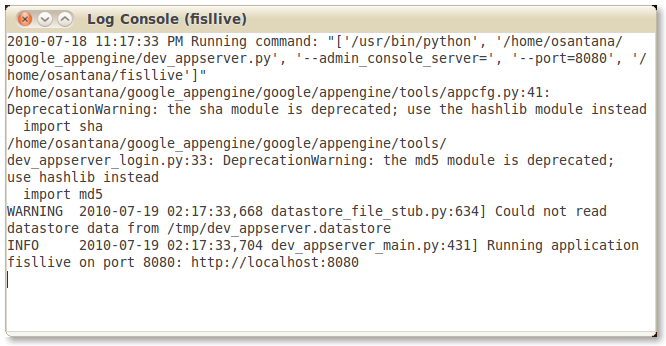 Log Console (fisllive)
2010-07-18 11:17:33 PM Running command: "['/usr/bin/python', '/home/osantana/
google_appengine/dev_appserver.py', '--admin_console_server=', '--port=8080', '/
home/osantana/fisllive']"
/home/osantana/google_appengine/google/appengine/tools/appcfg.py:41:
DeprecationWarning: the sha module is deprecated; use the hashlib module instead
  import sha
/home/osantana/google_appengine/google/appengine/tools/
dev_appserver_login.py:33: DeprecationWarning: the md5 module is deprecated;
use hashlib instead
  import md5
WARNING  2010-07-19 02:17:33,668 datastore_file_stub.py:634] Could not read
datastore data from /tmp/dev_appserver.datastore
INFO     2010-07-19 02:17:33,704 dev_appserver_main.py:431] Running application
fisllive on port 8080: http://localhost:8080